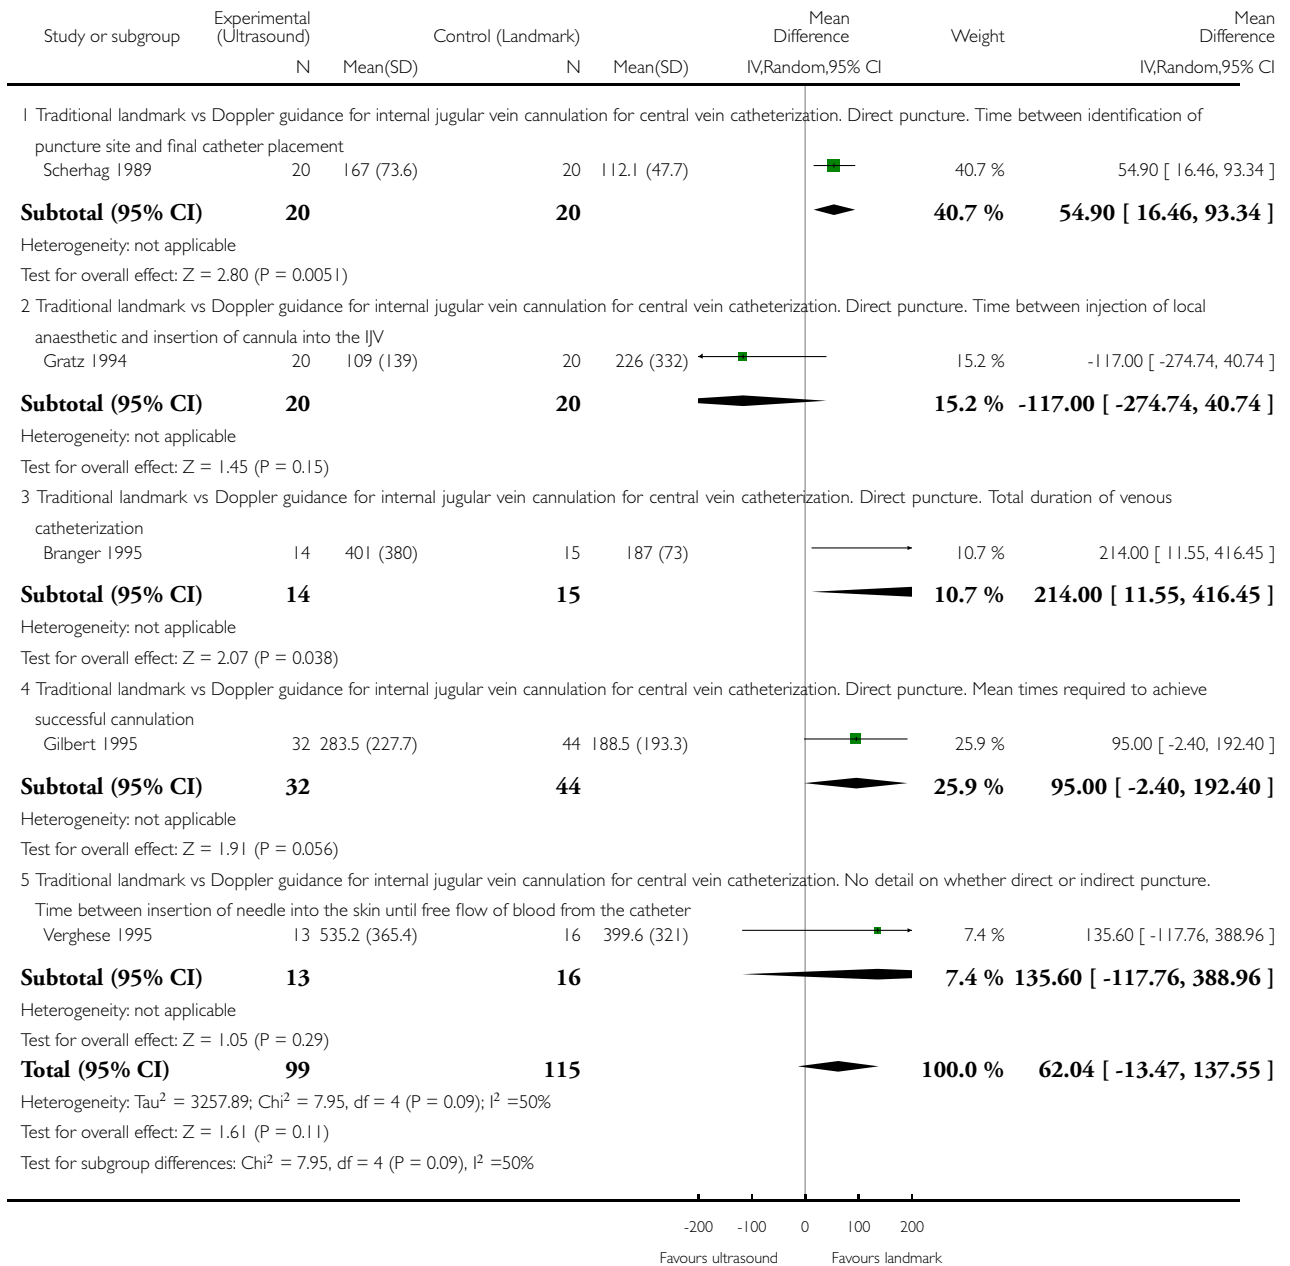 Study or subgroup Experimental (Ultrasound) Control (Landmark) Mean Difference Weight Mean Difference
N Mean(SD) N Mean(SD) IV,Random,95% CI IV,Random,95% CI
1 Traditional landmark vs Doppler guidance for internal jugular vein cannulation for central vein catheterization. Direct puncture. Time between identification of
puncture site and final catheter placement
Scherhag 1989 20 167 (73.6) 20 112.1 (47.7) 40.7 % 54.90 [ 16.46, 93.34 ]
Subtotal (95% CI) 20 20 40.7 % 54.90 [ 16.46, 93.34 ]
Heterogeneity: not applicable
Test for overall effect: Z = 2.80 (P = 0.0051)
2 Traditional landmark vs Doppler guidance for internal jugular vein cannulation for central vein catheterization. Direct puncture. Time between injection of local
anaesthetic and insertion of cannula into the IJV
Gratz 1994 20 109 (139) 20 226 (332) 15.2 % -117.00 [ -274.74, 40.74 ]
Subtotal (95% CI) 20 20 15.2 % -117.00 [ -274.74, 40.74 ]
Heterogeneity: not applicable
Test for overall effect: Z = 1.45 (P = 0.15)
3 Traditional landmark vs Doppler guidance for internal jugular vein cannulation for central vein catheterization. Direct puncture. Total duration of venous
catheterization
Branger 1995 14 401 (380) 15 187 (73) 10.7 % 214.00 [ 11.55, 416.45 ]
Subtotal (95% CI) 14 15 10.7 % 214.00 [ 11.55, 416.45 ]
Heterogeneity: not applicable
Test for overall effect: Z = 2.07 (P = 0.038)
4 Traditional landmark vs Doppler guidance for internal jugular vein cannulation for central vein catheterization. Direct puncture. Mean times required to achieve
successful cannulation
Gilbert 1995 32 283.5 (227.7) 44 188.5 (193.3) 25.9 % 95.00 [ -2.40, 192.40 ]
Subtotal (95% CI) 32 44 25.9 % 95.00 [ -2.40, 192.40 ]
Heterogeneity: not applicable
Test for overall effect: Z = 1.91 (P = 0.056)
5 Traditional landmark vs Doppler guidance for internal jugular vein cannulation for central vein catheterization. No detail on whether direct or indirect puncture.
Time between insertion of needle into the skin until free flow of blood from the catheter
Verghese 1995 13 535.2 (365.4) 16 399.6 (321) 7.4 % 135.60 [ -117.76, 388.96 ]
Subtotal (95% CI) 13 16 7.4 % 135.60 [ -117.76, 388.96 ]
Heterogeneity: not applicable
Test for overall effect: Z = 1.05 (P = 0.29)
Total (95% CI) 99 115 100.0 % 62.04 [ -13.47, 137.55 ]
Heterogeneity: Tau² = 3257.89; Chi² = 7.95, df = 4 (P = 0.09); I² =50%
Test for overall effect: Z = 1.61 (P = 0.11)
Test for subgroup differences: Chi² = 7.95, df = 4 (P = 0.09), I² =50%
-200 -100 0 100 200
Favours ultrasound Favours landmark